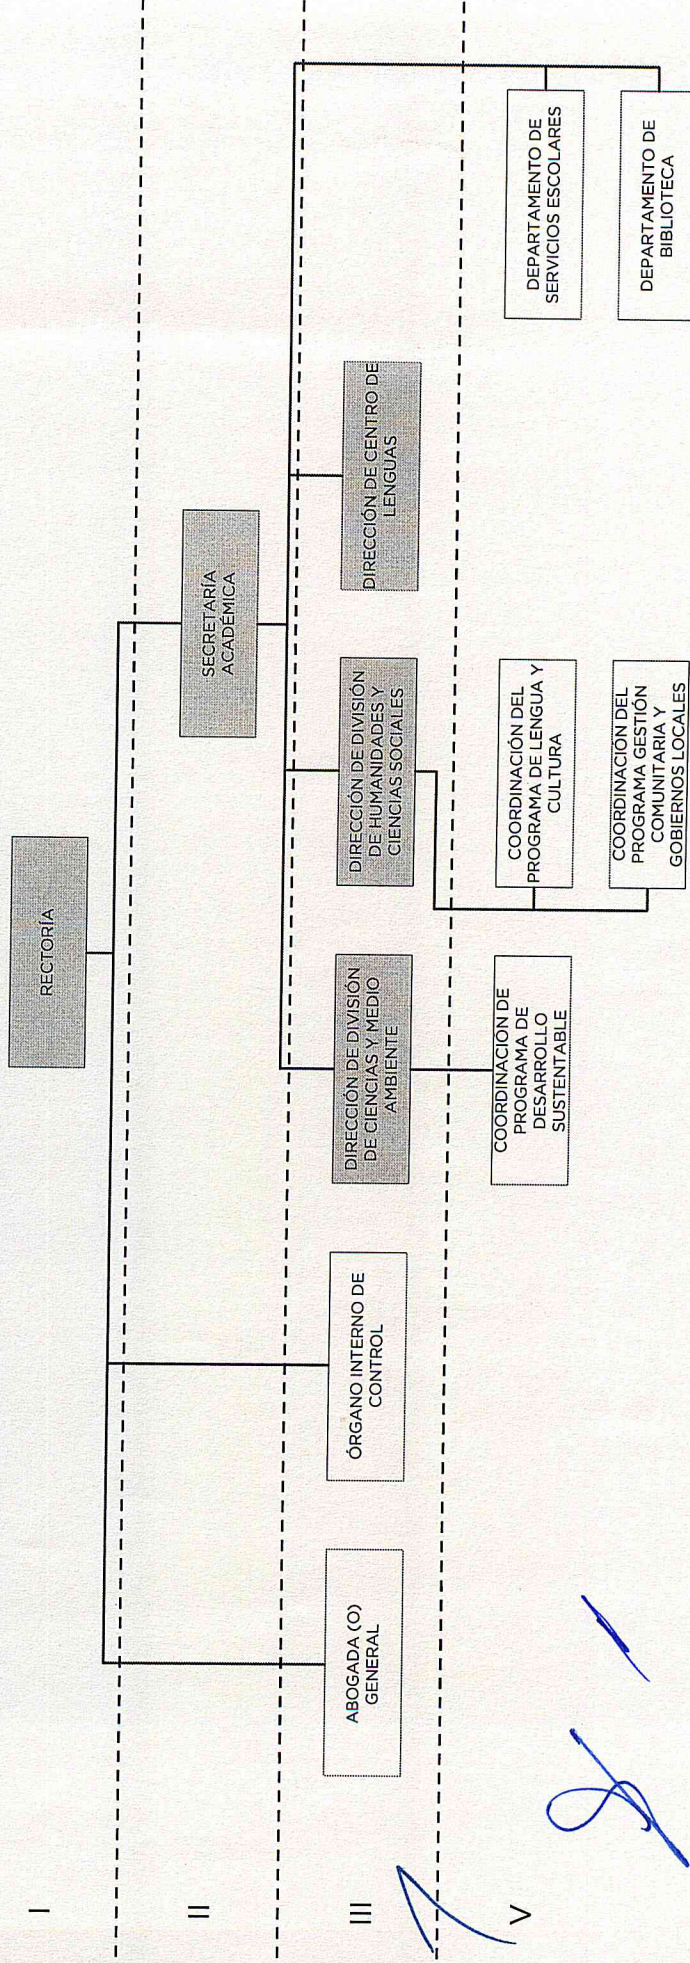 I
RECTORÍA
II
SECRETARÍA
ACADÉMICA
III
ABOGADA (O)
GENERAL
ÓRGANO INTERNO DE
CONTROL
DIRECCIÓN DE DIVISIÓN
DE CIENCIAS Y MEDIO
AMBIENTE
DIRECCIÓN DE DIVISIÓN
DE HUMANIDADES Y
CIENCIAS SOCIALES
DIRECCIÓN DE CENTRO DE
LENGUAS
V
COORDINACIÓN DE
PROGRAMA DE
DESARROLLO
SUSTENTABLE
COORDINACIÓN DEL
PROGRAMA DE LENGUA Y
CULTURA
COORDINACIÓN DEL
PROGRAMA GESTIÓN
COMUNITARIA Y
GOBIERNOS LOCALES
DEPARTAMENTO DE
SERVICIOS ESCOLARES
DEPARTAMENTO DE
BIBLIOTECA